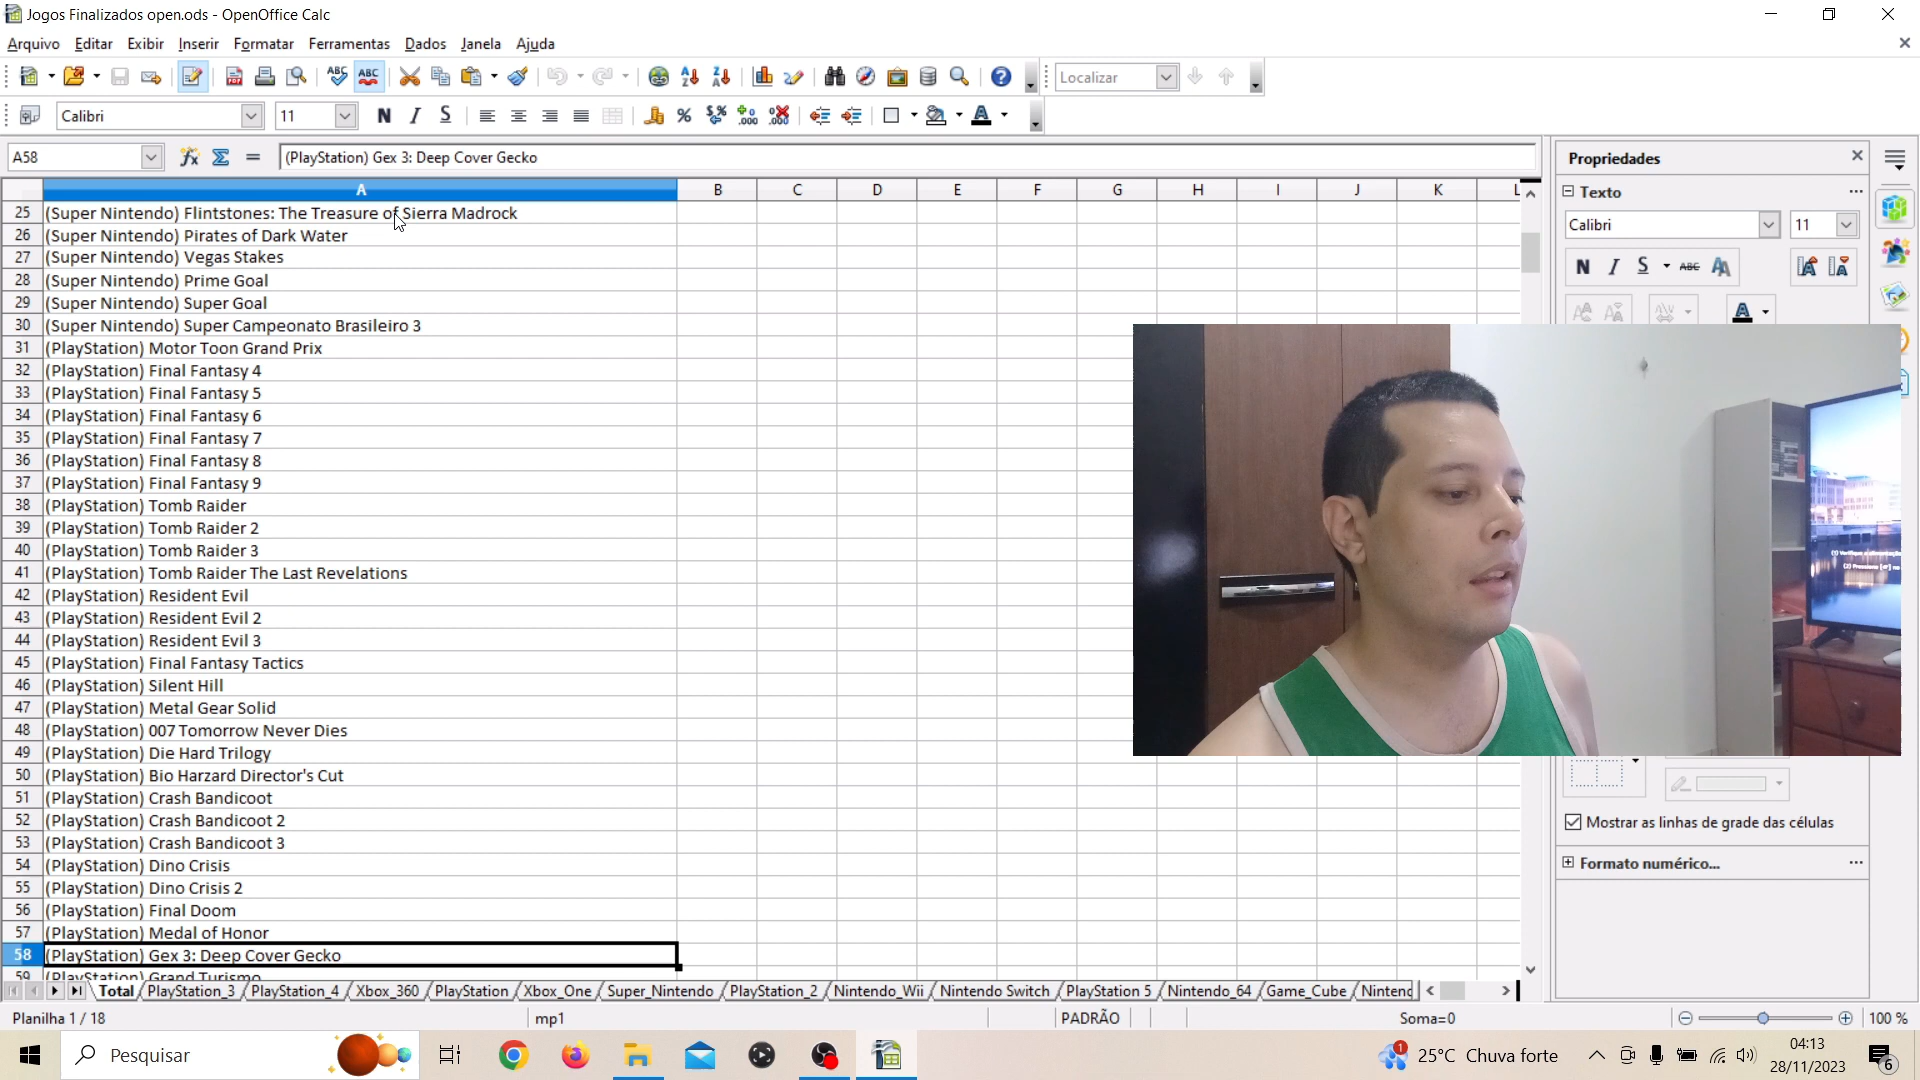 Jogos Finalizados open.ods - OpenOffice Calc
Arquivo Editar Exibir Inserir Formatar Ferramentas Dados Janela Ajuda
Localizar
Calibri 11
A58 (PlayStation) Gex 3: Deep Cover Gecko
A B C D E F G H I J K L
25 (Super Nintendo) Flintstones: The Treasure of Sierra Madrock
26 (Super Nintendo) Pirates of Dark Water
27 (Super Nintendo) Vegas Stakes
28 (Super Nintendo) Prime Goal
29 (Super Nintendo) Super Goal
30 (Super Nintendo) Super Campeonato Brasileiro 3
31 (PlayStation) Motor Toon Grand Prix
32 (PlayStation) Final Fantasy 4
33 (PlayStation) Final Fantasy 5
34 (PlayStation) Final Fantasy 6
35 (PlayStation) Final Fantasy 7
36 (PlayStation) Final Fantasy 8
37 (PlayStation) Final Fantasy 9
38 (PlayStation) Tomb Raider
39 (PlayStation) Tomb Raider 2
40 (PlayStation) Tomb Raider 3
41 (PlayStation) Tomb Raider The Last Revelations
42 (PlayStation) Resident Evil
43 (PlayStation) Resident Evil 2
44 (PlayStation) Resident Evil 3
45 (PlayStation) Final Fantasy Tactics
46 (PlayStation) Silent Hill
47 (PlayStation) Metal Gear Solid
48 (PlayStation) 007 Tomorrow Never Dies
49 (PlayStation) Die Hard Trilogy
50 (PlayStation) Bio Harzard Director's Cut
51 (PlayStation) Crash Bandicoot
52 (PlayStation) Crash Bandicoot 2
53 (PlayStation) Crash Bandicoot 3
54 (PlayStation) Dino Crisis
55 (PlayStation) Dino Crisis 2
56 (PlayStation) Final Doom
57 (PlayStation) Medal of Honor
58 (PlayStation) Gex 3: Deep Cover Gecko
59 (PlayStation) Grand Turismo
Propriedades
Texto
Calibri 11
N I S ABC
Mostrar as linhas de grade das células
Formato numérico...
Total PlayStation_3 PlayStation_4 Xbox_360 PlayStation Xbox_One Super_Nintendo PlayStation_2 Nintendo_Wii Nintendo Switch PlayStation 5 Nintendo_64 Game_Cube Nintend
Planilha 1 / 18 mp1 PADRÃO Soma=0 100 %
Pesquisar
25°C Chuva forte
04:13
28/11/2023
6